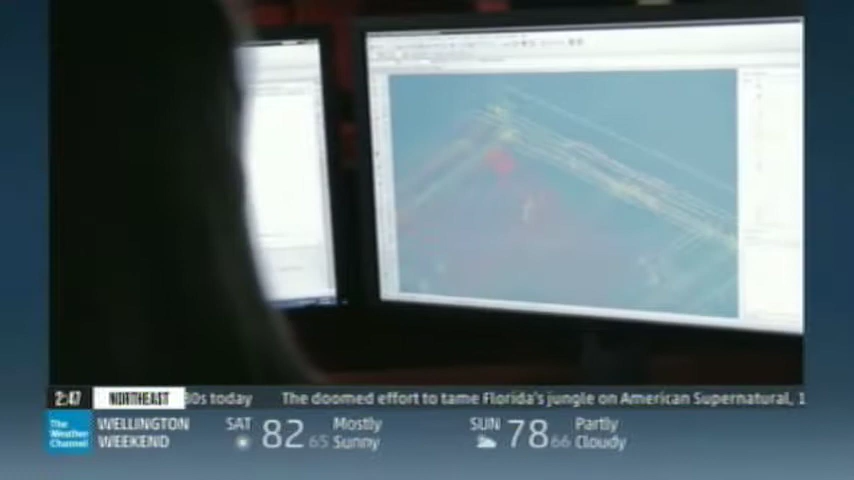 2:47 NORTHEAST 80s today The doomed effort to tame Florida's jungle on American Supernatural, 1
The
Weather
Channel
WELLINGTON
WEEKEND
SAT
82 65
Mostly
Sunny
SUN
78 66
Partly
Cloudy